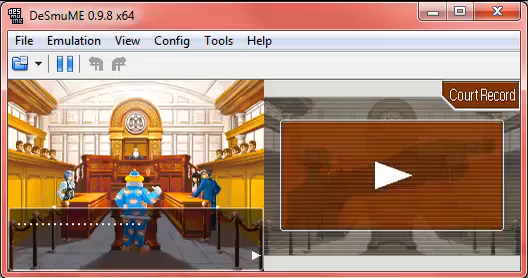 DeSmuME 0.9.8 x64
File Emulation View Config Tools Help
Court Record
..............................